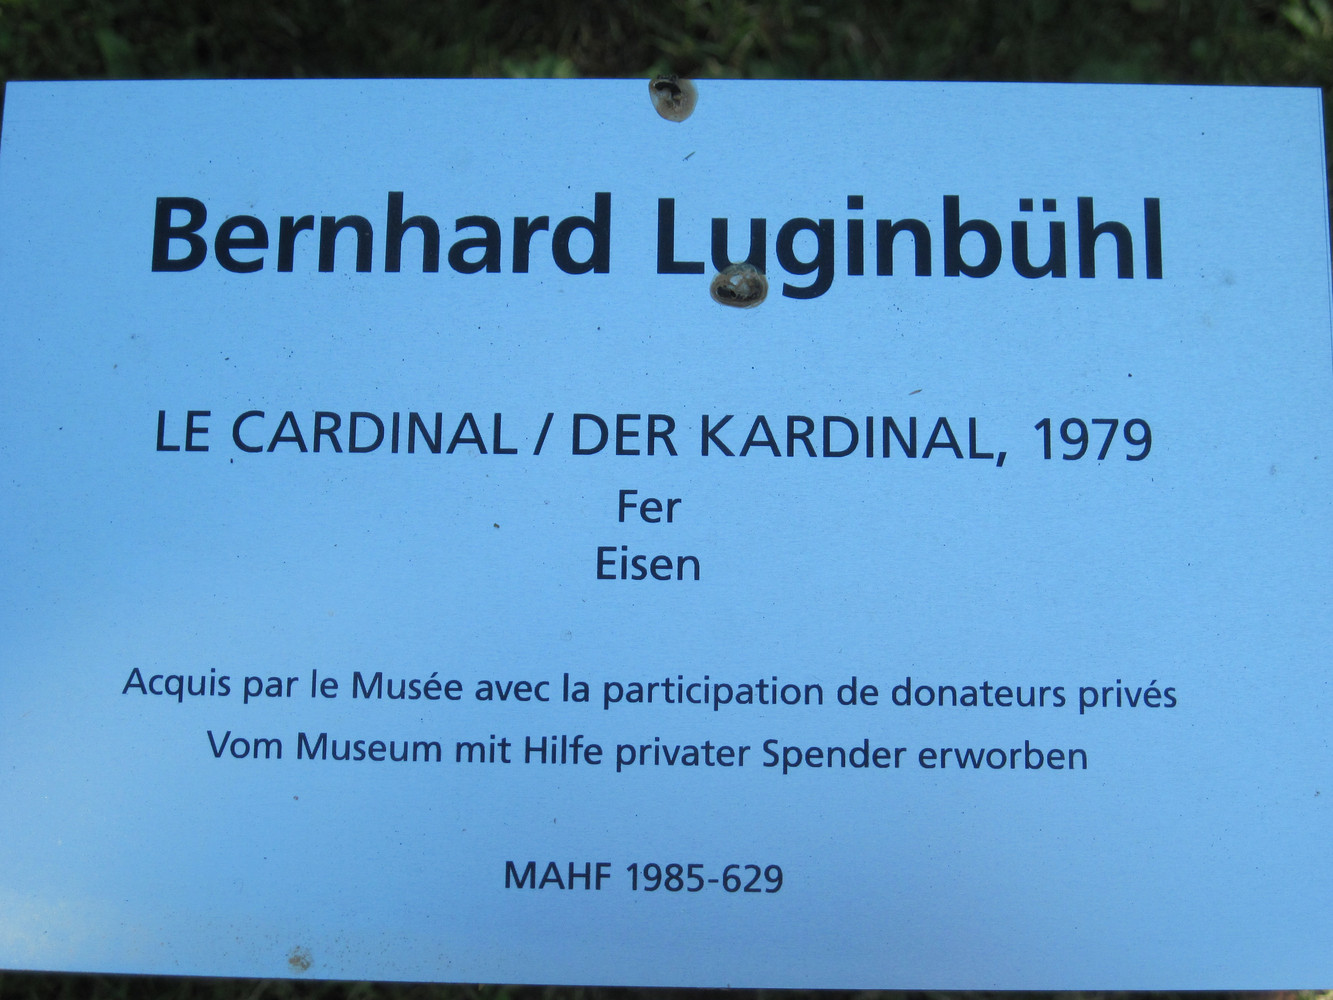 Bernhard Luginbühl
LE CARDINAL / DER KARDINAL, 1979
Fer
Eisen
Acquis par le Musée avec la participation de donateurs privés
Vom Museum mit Hilfe privater Spender erworben
MAHF 1985-629